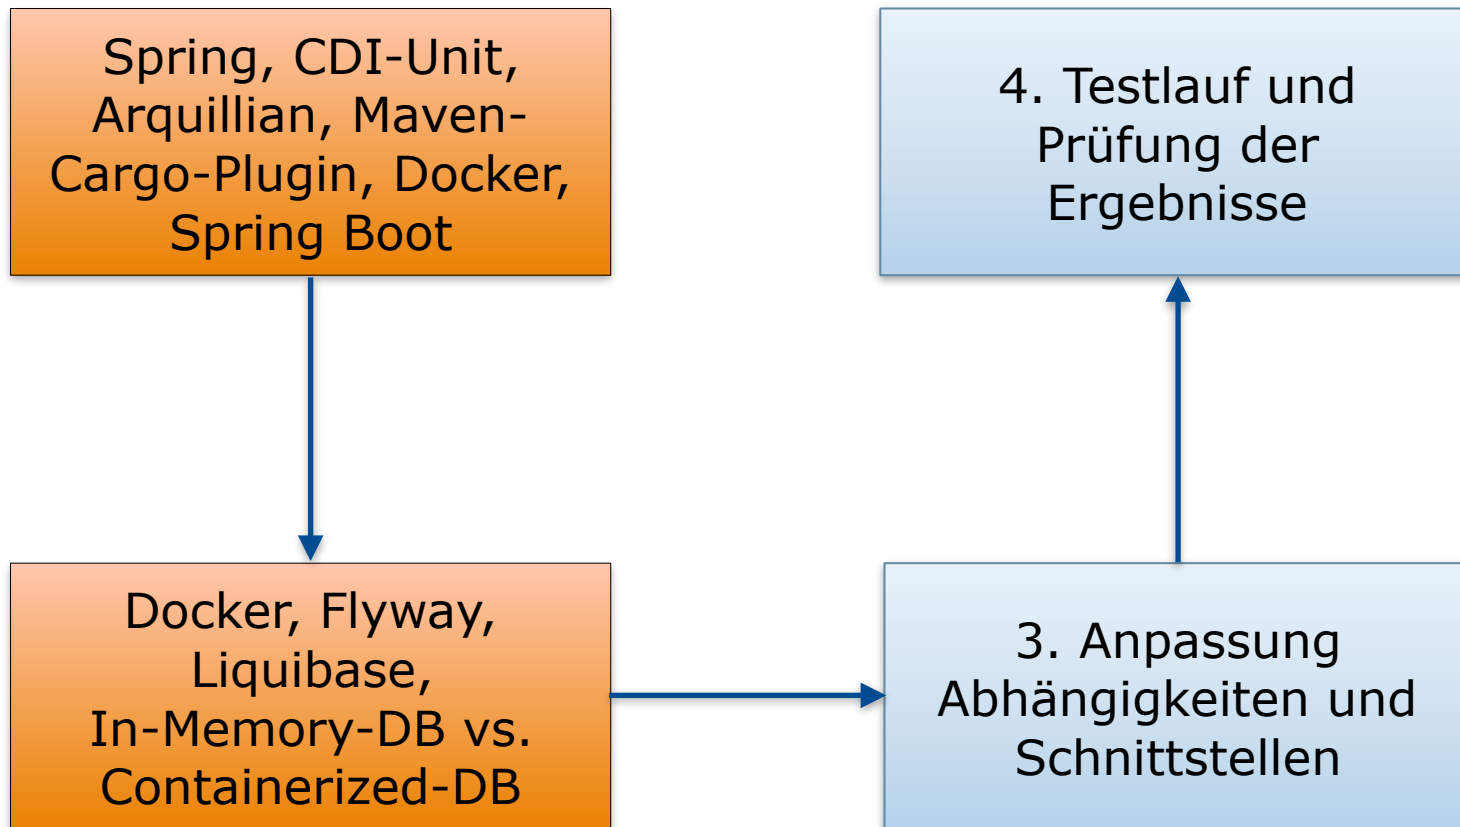 Spring, CDI-Unit,
Arquillian, Maven-
Cargo-Plugin, Docker,
Spring Boot
Docker, Flyway,
Liquibase,
In-Memory-DB vs.
Containerized-DB
3. Anpassung
Abhängigkeiten und
Schnittstellen
4. Testlauf und
Prüfung der
Ergebnisse